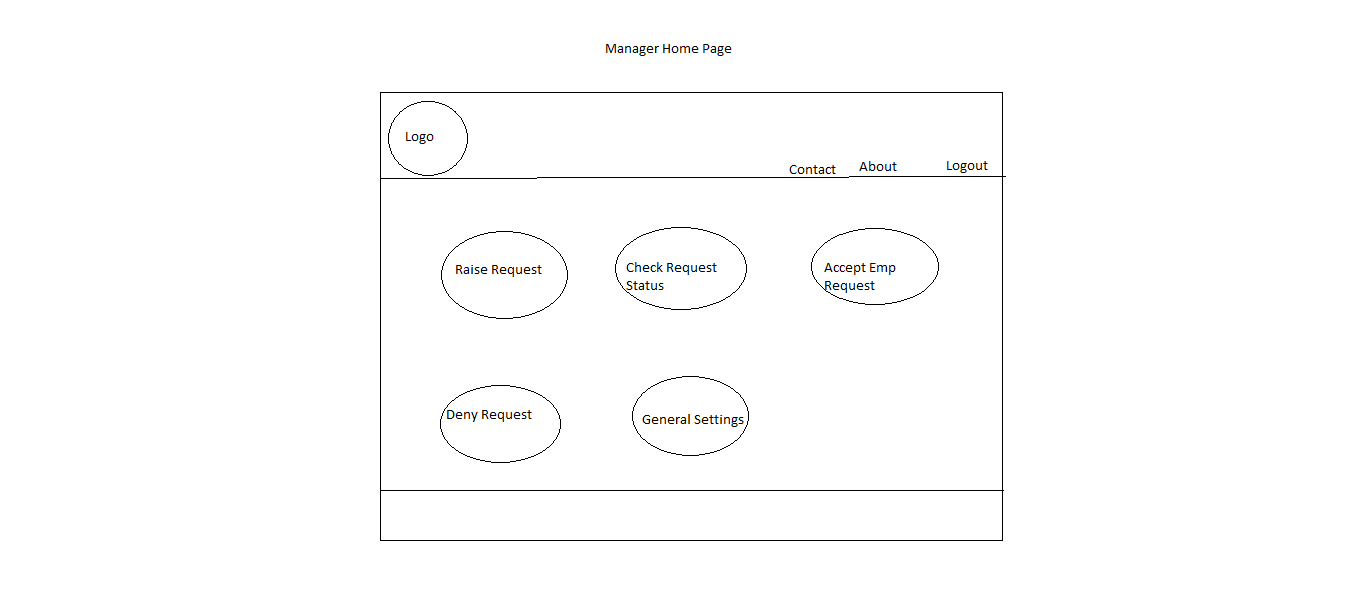 Manager Home Page
Logo
Contact
About
Logout
Raise Request
Check Request
Status
Accept Emp
Request
Deny Request
General Settings